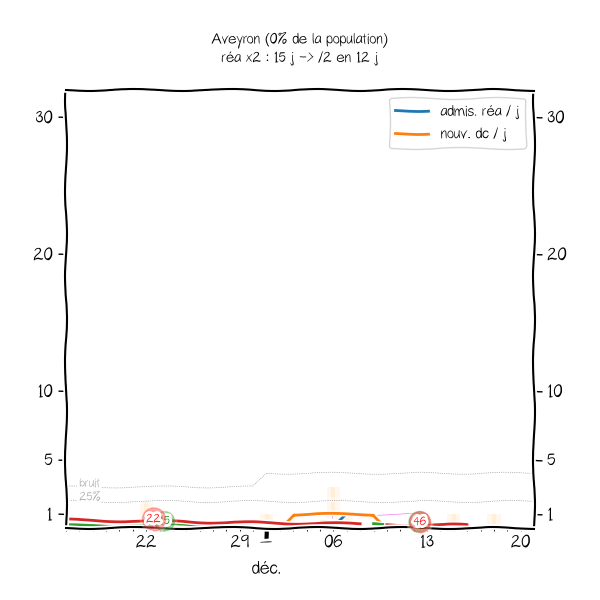 Aveyron (0% de la population)
réa x2 : 15 j -> /2 en 12 j
admis. réa / j
nouv. dc / j
30 30
20 20
10 10
5 5
bruit
25%
1 22 5 46 1
22 29 06 13 20
déc.